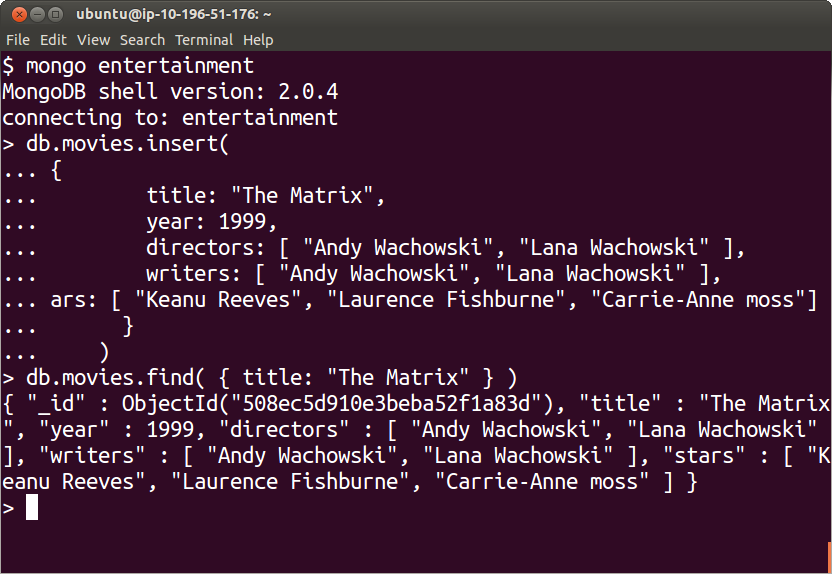 ubuntu@ip-10-196-51-176: ~
File Edit View Search Terminal Help
$ mongo entertainment
MongoDB shell version: 2.0.4
connecting to: entertainment
> db.movies.insert(
... {
...         title: "The Matrix",
...         year: 1999,
...         directors: [ "Andy Wachowski", "Lana Wachowski" ],
...         writers: [ "Andy Wachowski", "Lana Wachowski" ],
... ars: [ "Keanu Reeves", "Laurence Fishburne", "Carrie-Anne moss"]
...       }
...     )
> db.movies.find( { title: "The Matrix" } )
{ "_id" : ObjectId("508ec5d910e3beba52f1a83d"), "title" : "The Matrix
", "year" : 1999, "directors" : [ "Andy Wachowski", "Lana Wachowski" 
], "writers" : [ "Andy Wachowski", "Lana Wachowski" ], "stars" : [ "K
eanu Reeves", "Laurence Fishburne", "Carrie-Anne moss" ] }
>